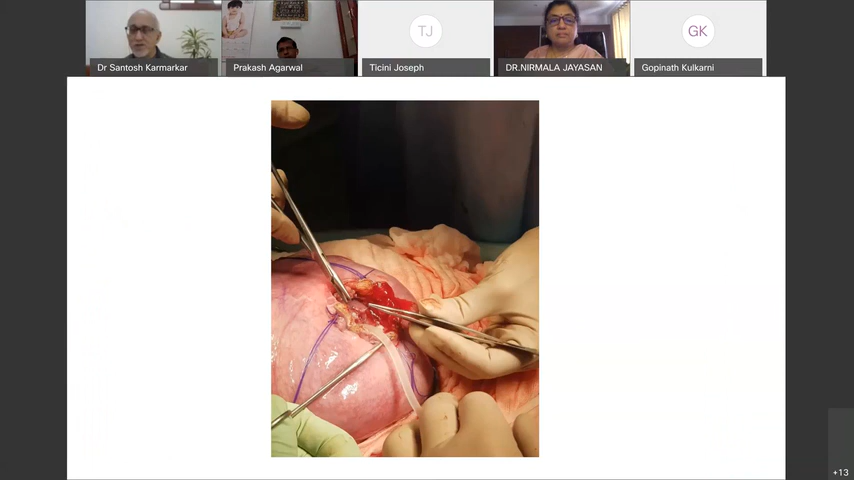 TJ
GK
Dr Santosh Karmarkar
Prakash Agarwal
Ticini Joseph
DR.NIRMALA JAYASAN
Gopinath Kulkarni
+13